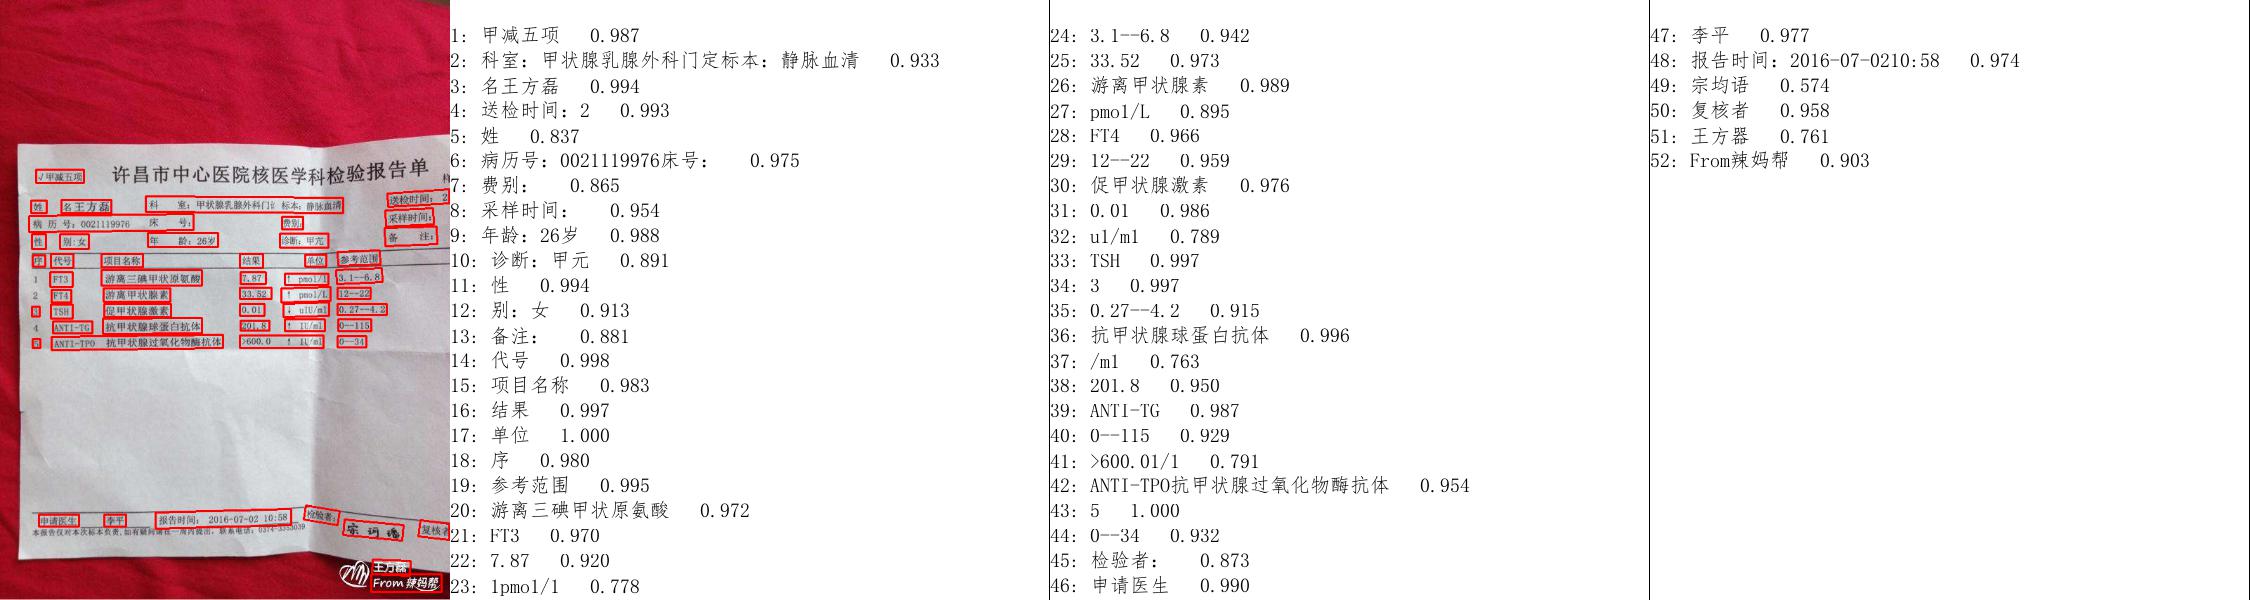 许昌市中心医院核医学科检验报告单
√甲减五项
姓 名王方磊 科 室：甲状腺乳腺外科门诊 标本：静脉血清 送检时间：2
病 历 号：0021119976 床 号： 费别： 采样时间：
性 别:女 年 龄：26岁 诊断：甲亢 备 注：
序 代号 项目名称 结果 单位 参考范围
1 FT3 游离三碘甲状原氨酸 7.87 ↑ pmol/l 3.1--6.8
2 FT4 游离甲状腺素 33.52 ↑ pmol/L 12--22
3 TSH 促甲状腺激素 0.01 ↓ uIU/ml 0.27--4.2
4 ANTI-TG 抗甲状腺球蛋白抗体 201.8 ↑ IU/ml 0--115
5 ANTI-TPO 抗甲状腺过氧化物酶抗体 >600.0 ↑ IU/ml 0--34
申请医生 李平 报告时间： 2016-07-02 10:58 检验者： 复核者
本报告仅对本次标本负责,如有疑问请在一周内提出，联系电话：0374-3353039
王方磊
From 辣妈帮
1: 甲减五项 0.987
2: 科室：甲状腺乳腺外科门定标本：静脉血清 0.933
3: 名王方磊 0.994
4: 送检时间：2 0.993
5: 姓 0.837
6: 病历号：0021119976床号： 0.975
7: 费别： 0.865
8: 采样时间： 0.954
9: 年龄：26岁 0.988
10: 诊断：甲元 0.891
11: 性 0.994
12: 别：女 0.913
13: 备注： 0.881
14: 代号 0.998
15: 项目名称 0.983
16: 结果 0.997
17: 单位 1.000
18: 序 0.980
19: 参考范围 0.995
20: 游离三碘甲状原氨酸 0.972
21: FT3 0.970
22: 7.87 0.920
23: 1pmol/1 0.778
24: 3.1--6.8 0.942
25: 33.52 0.973
26: 游离甲状腺素 0.989
27: pmol/L 0.895
28: FT4 0.966
29: 12--22 0.959
30: 促甲状腺激素 0.976
31: 0.01 0.986
32: u1/m1 0.789
33: TSH 0.997
34: 3 0.997
35: 0.27--4.2 0.915
36: 抗甲状腺球蛋白抗体 0.996
37: /m1 0.763
38: 201.8 0.950
39: ANTI-TG 0.987
40: 0--115 0.929
41: >600.01/1 0.791
42: ANTI-TPO抗甲状腺过氧化物酶抗体 0.954
43: 5 1.000
44: 0--34 0.932
45: 检验者： 0.873
46: 申请医生 0.990
47: 李平 0.977
48: 报告时间：2016-07-0210:58 0.974
49: 宗均语 0.574
50: 复核者 0.958
51: 王方器 0.761
52: From辣妈帮 0.903